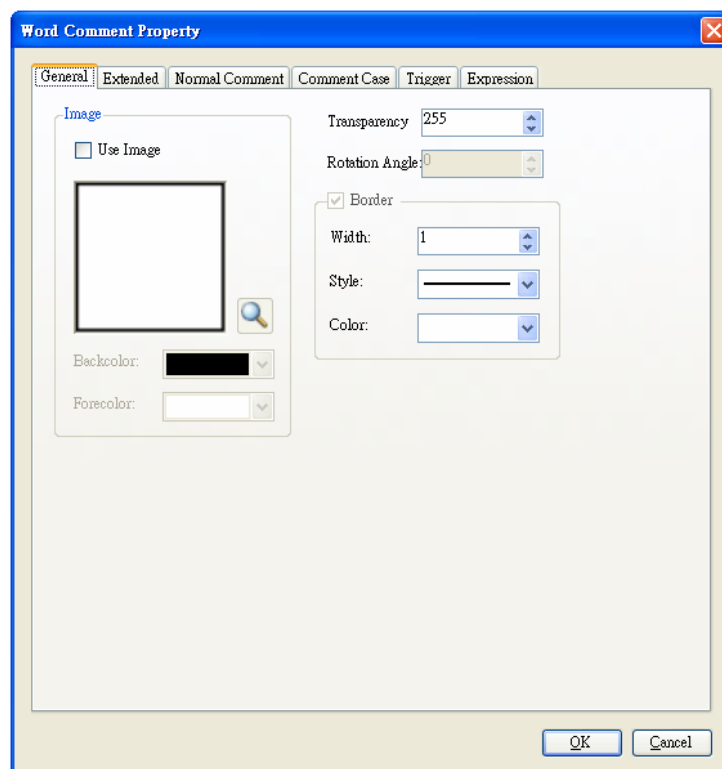 Word Comment Property
General Extended Normal Comment Comment Case Trigger Expression
Image
Use Image
Backcolor:
Forecolor:
Transparency 255
Rotation Angle: 0
Border
Width: 1
Style:
Color:
OK Cancel